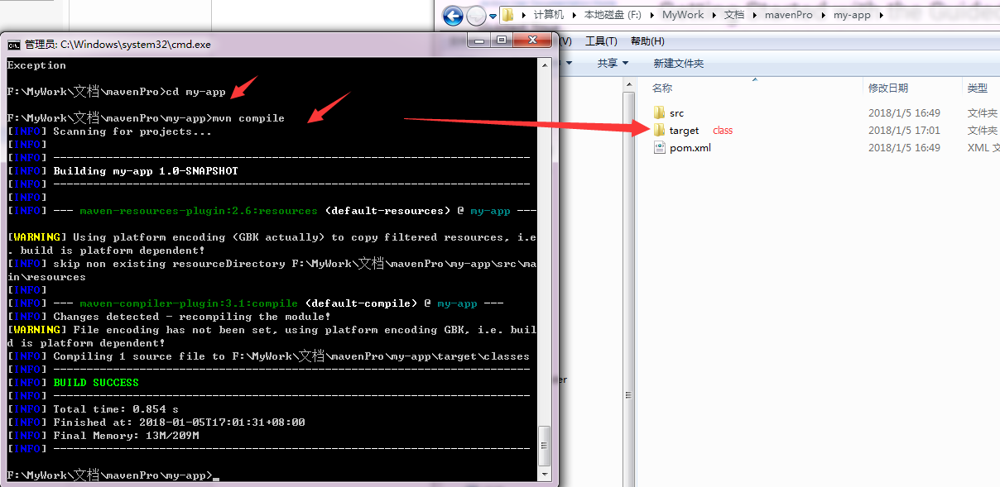 管理员: C:\Windows\system32\cmd.exe
Exception
F:\MyWork\文档\mavenPro>cd my-app
F:\MyWork\文档\mavenPro\my-app>mvn compile
[INFO] Scanning for projects...
[INFO]
[INFO] ------------------------------------------------------------------------
[INFO] Building my-app 1.0-SNAPSHOT
[INFO] ------------------------------------------------------------------------
[INFO]
[INFO] --- maven-resources-plugin:2.6:resources (default-resources) @ my-app ---
[WARNING] Using platform encoding (GBK actually) to copy filtered resources, i.e
. build is platform dependent!
[INFO] skip non existing resourceDirectory F:\MyWork\文档\mavenPro\my-app\src\ma
in\resources
[INFO]
[INFO] --- maven-compiler-plugin:3.1:compile (default-compile) @ my-app ---
[INFO] Changes detected - recompiling the module!
[WARNING] File encoding has not been set, using platform encoding GBK, i.e. buil
d is platform dependent!
[INFO] Compiling 1 source file to F:\MyWork\文档\mavenPro\my-app\target\classes
[INFO] ------------------------------------------------------------------------
[INFO] BUILD SUCCESS
[INFO] ------------------------------------------------------------------------
[INFO] Total time: 0.854 s
[INFO] Finished at: 2018-01-05T17:01:31+08:00
[INFO] Final Memory: 13M/209M
[INFO] ------------------------------------------------------------------------
F:\MyWork\文档\mavenPro\my-app>
计算机 本地磁盘 (F:) MyWork 文档 mavenPro my-app
(V) 工具(T) 帮助(H)
共享 新建文件夹
名称 修改日期 类型
src 2018/1/5 16:49 文件夹
target class 2018/1/5 17:01 文件夹
pom.xml 2018/1/5 16:49 XML 文
er